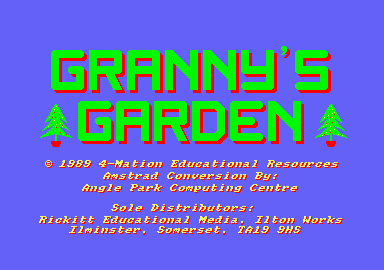 GRANNY'S
GARDEN
© 1989 4-Mation Educational Resources
Amstrad Conversion By:
Angle Park Computing Centre
Sole Distributors:
Rickitt Educational Media, Ilton Works
Ilminster, Somerset, TA19 9HS